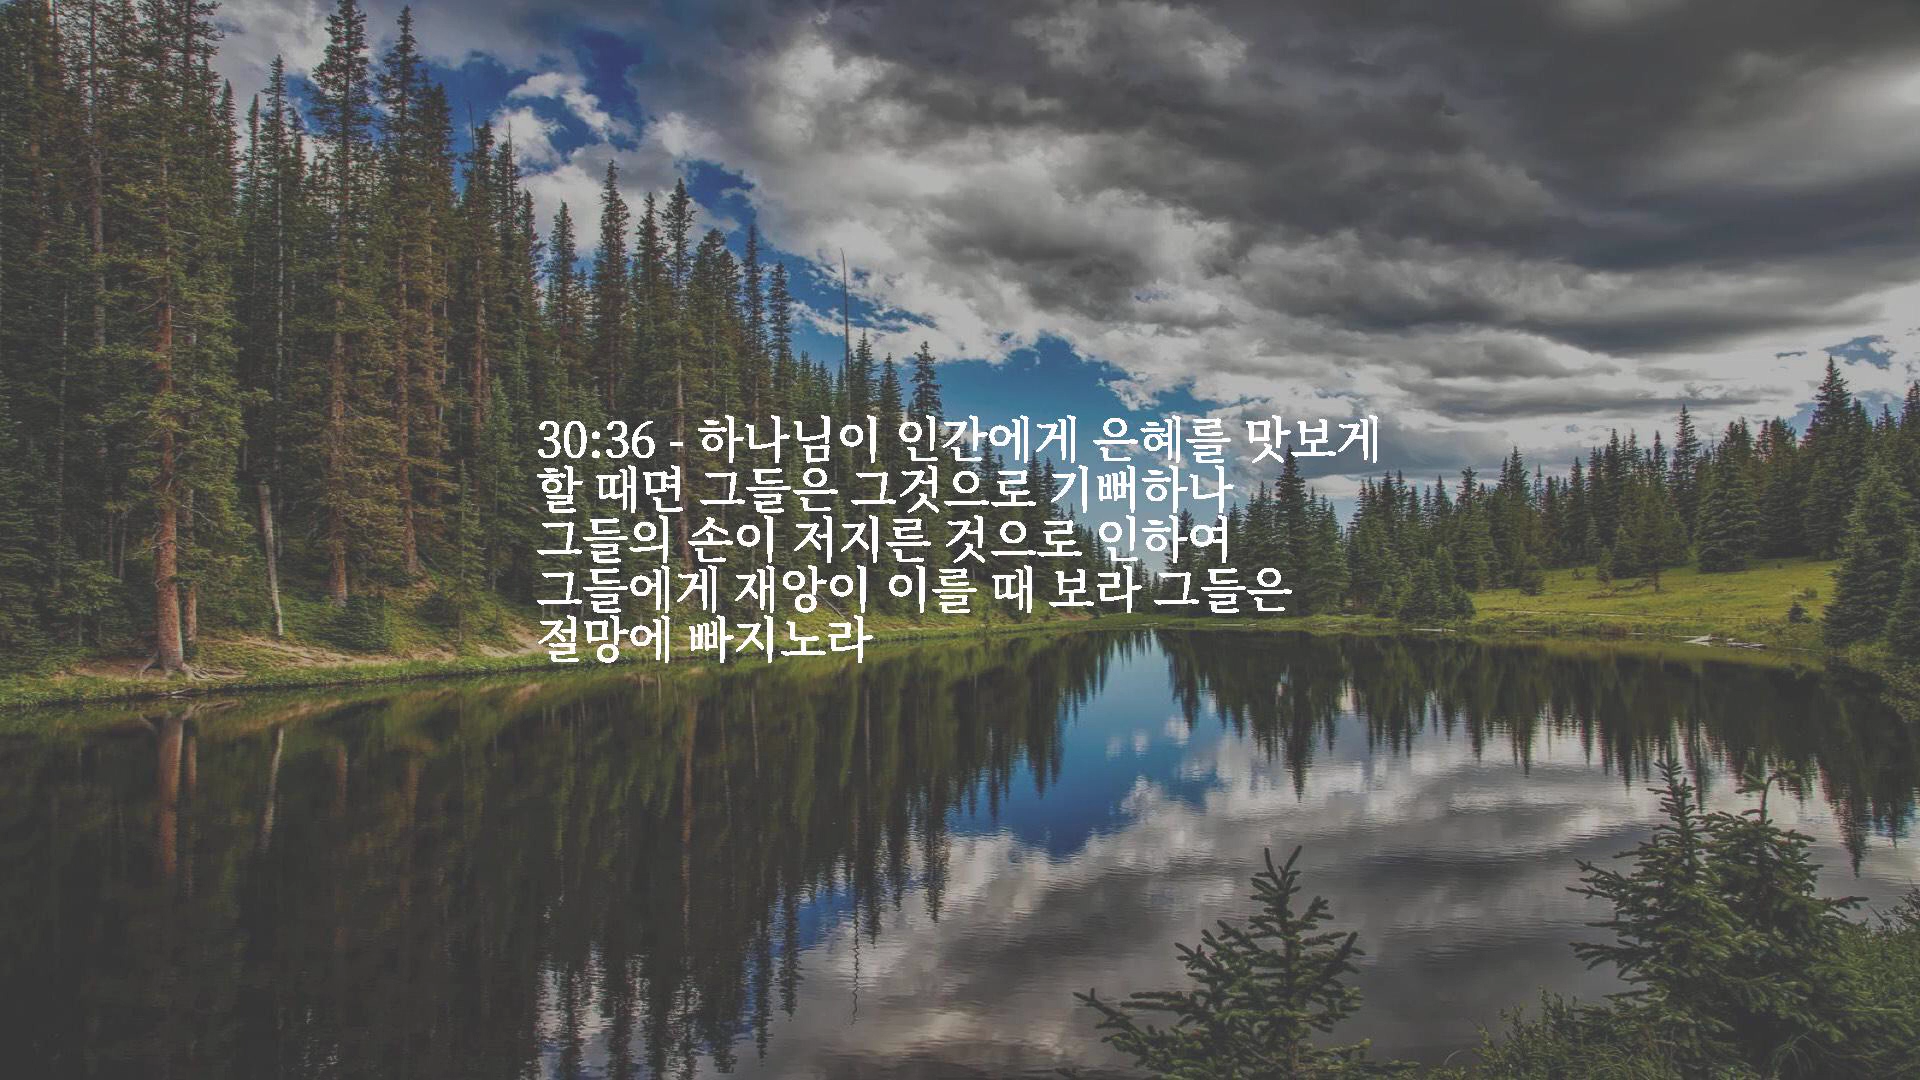 30:36 - 하나님이 인간에게 은혜를 맛보게
할 때면 그들은 그것으로 기뻐하나
그들의 손이 저지른 것으로 인하여
그들에게 재앙이 이를 때 보라 그들은
절망에 빠지노라